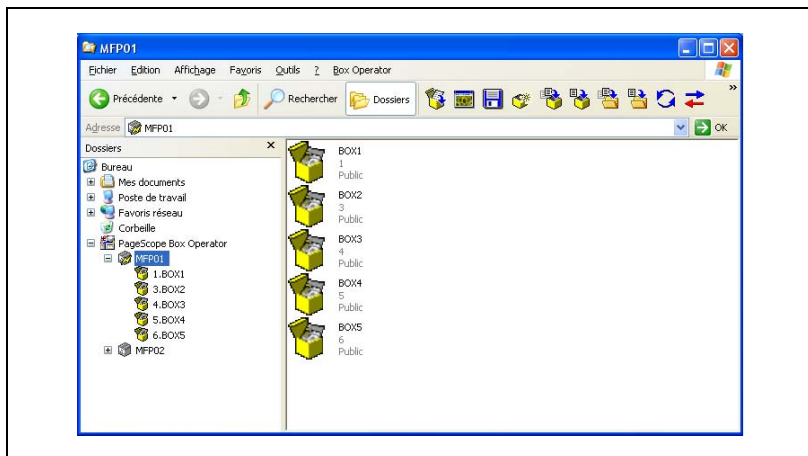 MFP01
Fichier Edition Affichage Favoris Outils ? Box Operator
Précédente Rechercher Dossiers »
Adresse MFP01 OK
Dossiers x
Bureau
Mes documents
Poste de travail
Favoris réseau
Corbeille
PageScope Box Operator
MFP01
1.BOX1
3.BOX2
4.BOX3
5.BOX4
6.BOX5
MFP02
BOX1
1
Public
BOX2
3
Public
BOX3
4
Public
BOX4
5
Public
BOX5
6
Public